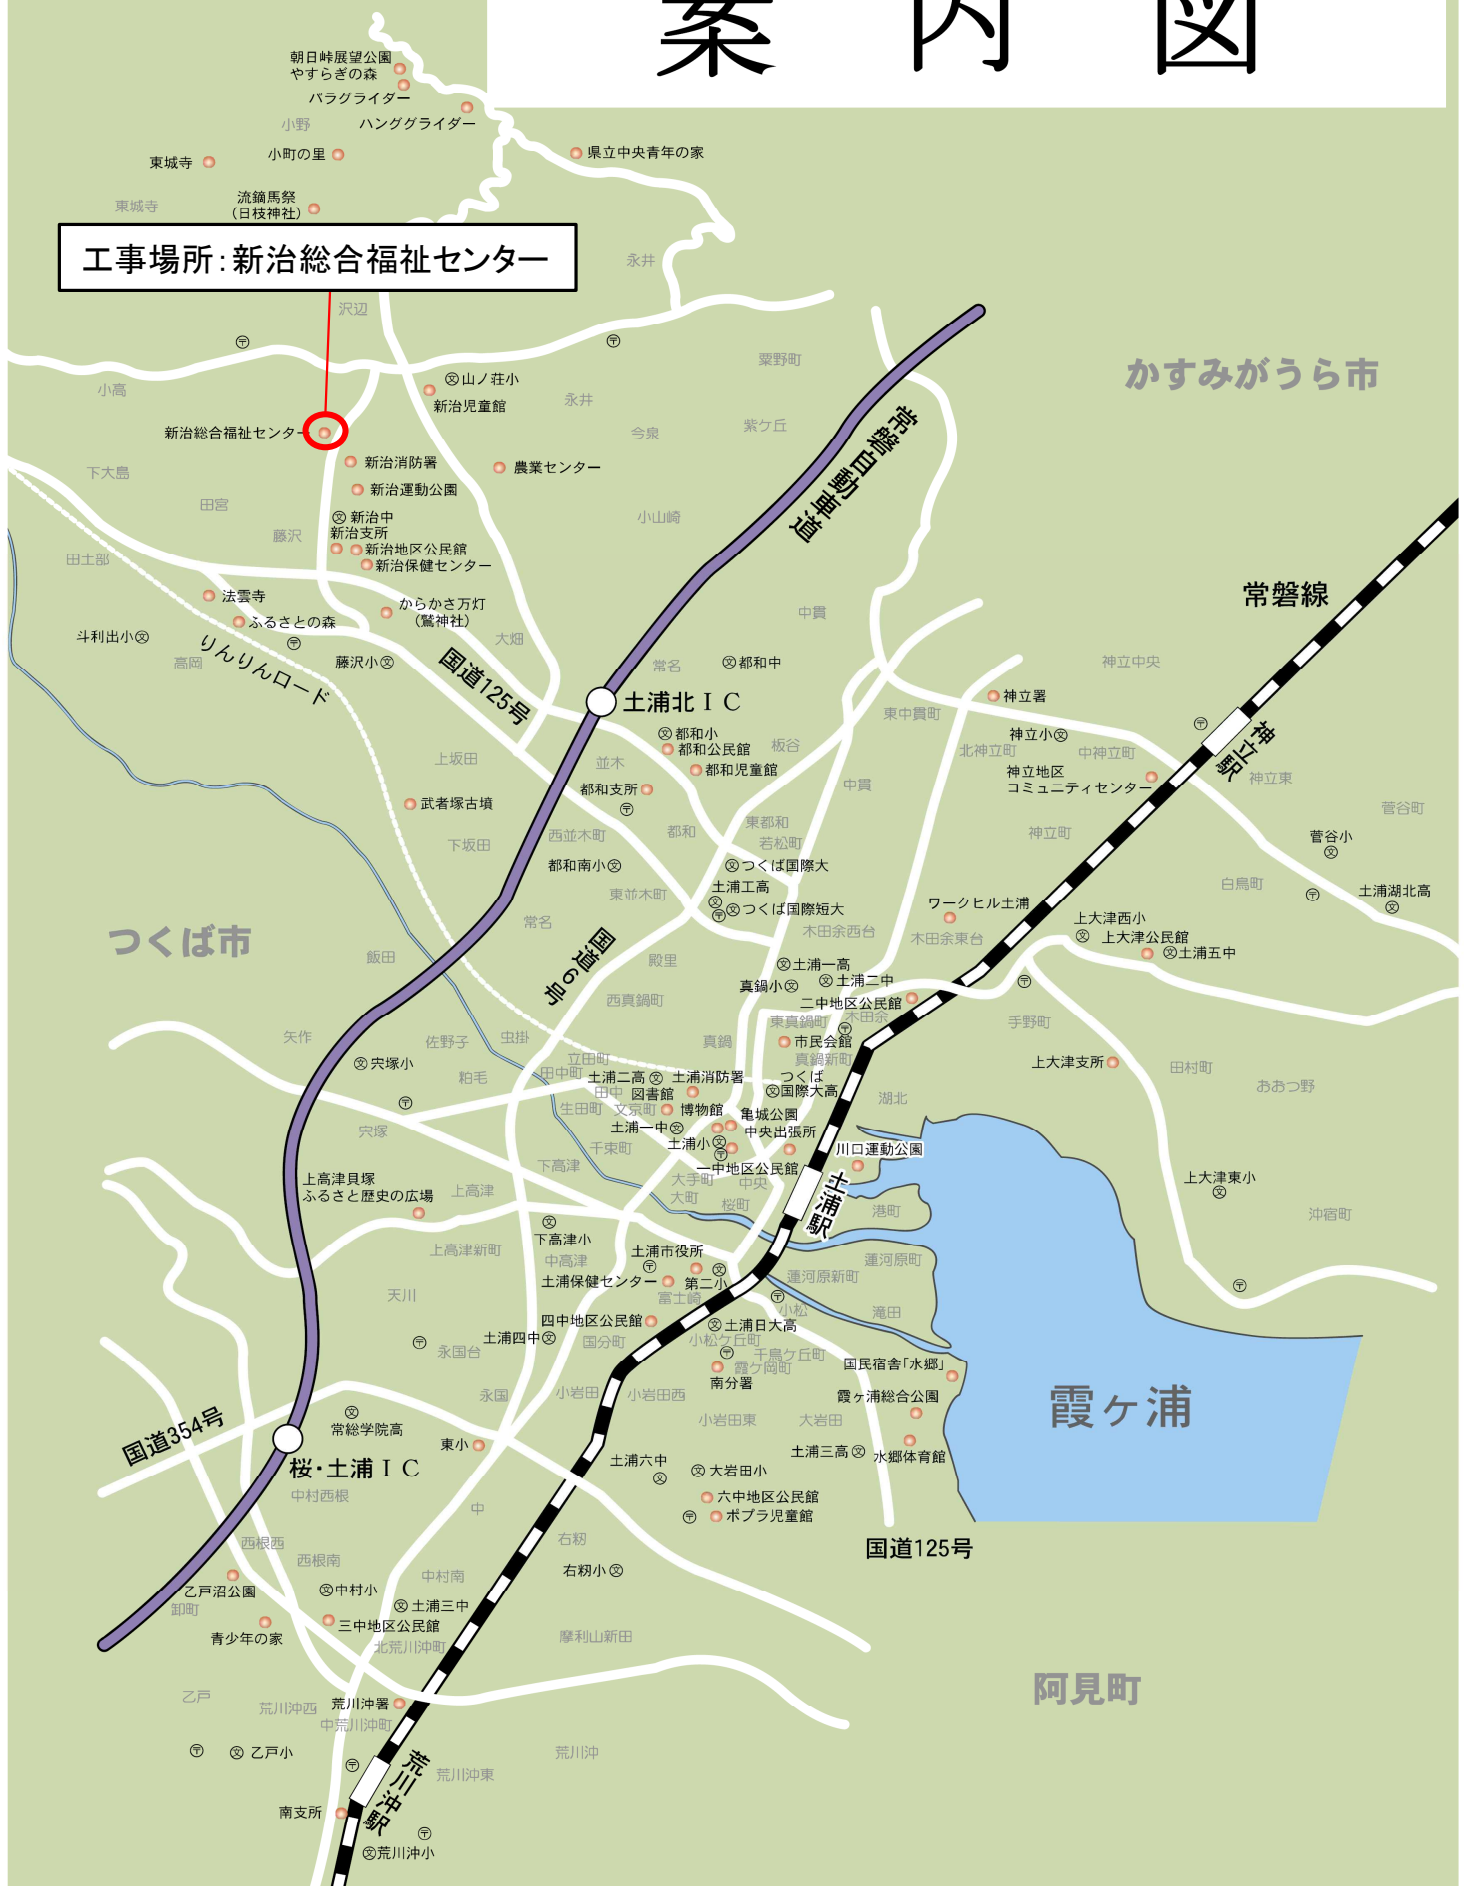 案内図
朝日峠展望公園
やすらぎの森
パラグライダー
小野
ハンググライダー
東城寺
小町の里
県立中央青年の家
東城寺
流鏑馬祭
（日枝神社）
工事場所：新治総合福祉センター
永井
沢辺
〒
〒
粟野町
かすみがうら市
小高
文山ノ荘小
新治児童館
永井
紫ケ丘
今泉
常磐自動車道
新治総合福祉センター
下大島
新治消防署
農業センター
新治運動公園
田宮
文新治中
小山崎
藤沢
新治支所
新治地区公民館
田土部
新治保健センター
法雲寺
からかさ万灯
（鷲神社）
常磐線
中貫
ふるさとの森
斗利出小文
〒
大畑
高岡
りんりんロード
藤沢小文
国道125号
常名
文都和中
神立中央
土浦北ＩＣ
神立署
東中貫町
文都和小
神立小文
〒
神立駅
都和公民館
板谷
北神立町
中神立町
上坂田
並木
都和児童館
神立地区
コミュニティセンター
神立東
都和支所
中貫
武者塚古墳
〒
菅谷町
西並木町
都和
東都和
若松町
神立町
菅谷小
文
下坂田
都和南小文
文つくば国際大
白鳥町
土浦工高
文
土浦湖北高
文
〒
東並木町
〒文つくば国際短大
ワークヒル土浦
常名
国道6号
木田余西台
木田余東台
上大津西小
文
上大津公民館
文土浦五中
つくば市
飯田
殿里
文土浦一高
真鍋小文
文土浦二中
〒
西真鍋町
二中地区公民館
東真鍋町
木田余
手野町
矢作
佐野子
虫掛
真鍋
〒
市民会館
真鍋新町
文穴塚小
立田町
田中町
上大津支所
田村町
粕毛
土浦二高文
土浦消防署
つくば
文国際大高
おおつ野
田中
図書館
湖北
〒
生田町
文京町
博物館
亀城公園
穴塚
土浦一中文
中央出張所
千束町
土浦小文
〒
川口運動公園
下高津
一中地区公民館
上高津貝塚
ふるさと歴史の広場
上高津
大手町
中央
土浦駅
上大津東小
文
大町
桜町
港町
沖宿町
文
下高津小
上高津新町
中高津
土浦市役所
〒
蓮河原町
土浦保健センター
第二小
文
蓮河原新町
〒
天川
富士崎
〒
小松
滝田
四中地区公民館
文土浦日大高
〒
永国台
土浦四中文
国分町
小松ケ丘町
〒
千鳥ケ丘町
霞ケ岡町
国民宿舎「水郷」
南分署
永国
小岩田
小岩田西
霞ヶ浦総合公園
霞ヶ浦
小岩田東
大岩田
国道354号
文
常総学院高
東小
土浦三高文
水郷体育館
土浦六中
文
文大岩田小
桜・土浦ＩＣ
中村西根
六中地区公民館
中
〒
ポプラ児童館
西根西
右籾
国道125号
西根南
右籾小文
乙戸沼公園
中村南
文中村小
卸町
文土浦三中
三中地区公民館
青少年の家
北荒川沖町
摩利山新田
阿見町
乙戸
荒川沖西
荒川沖署
中荒川沖町
〒
文乙戸小
荒川沖
〒
荒川沖駅
荒川沖東
南支所
〒
文荒川沖小